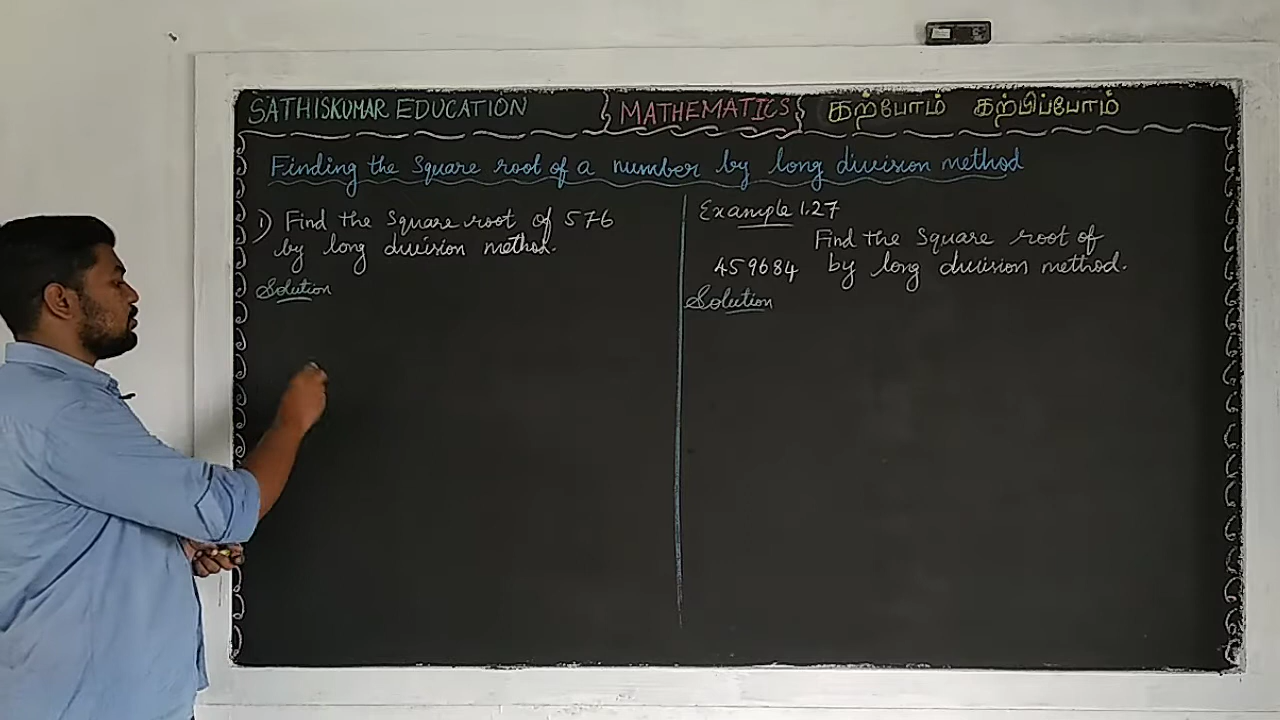 SATHISKUMAR EDUCATION MATHEMATICS கற்போம் கற்பிப்போம்
Finding the Square root of a number by long division method
1) Find the Square root of 576
by long division method.
Solution
Example 1.27
Find the Square root of
459684 by long division method.
Solution